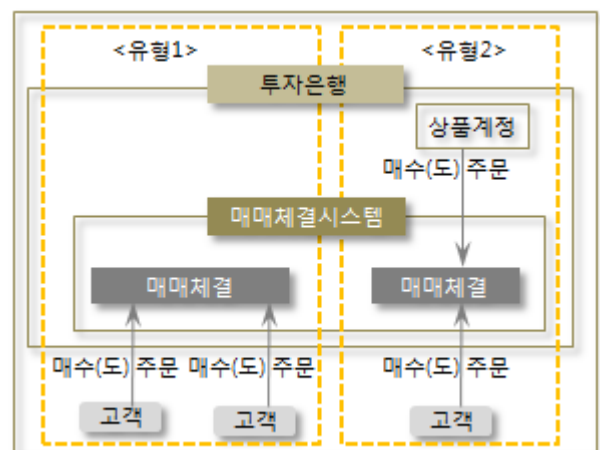 <유형1>
<유형2>
투자은행
상품계정
매수(도) 주문
매매체결시스템
매매체결
매매체결
매수(도) 주문
매수(도) 주문
매수(도) 주문
고객
고객
고객